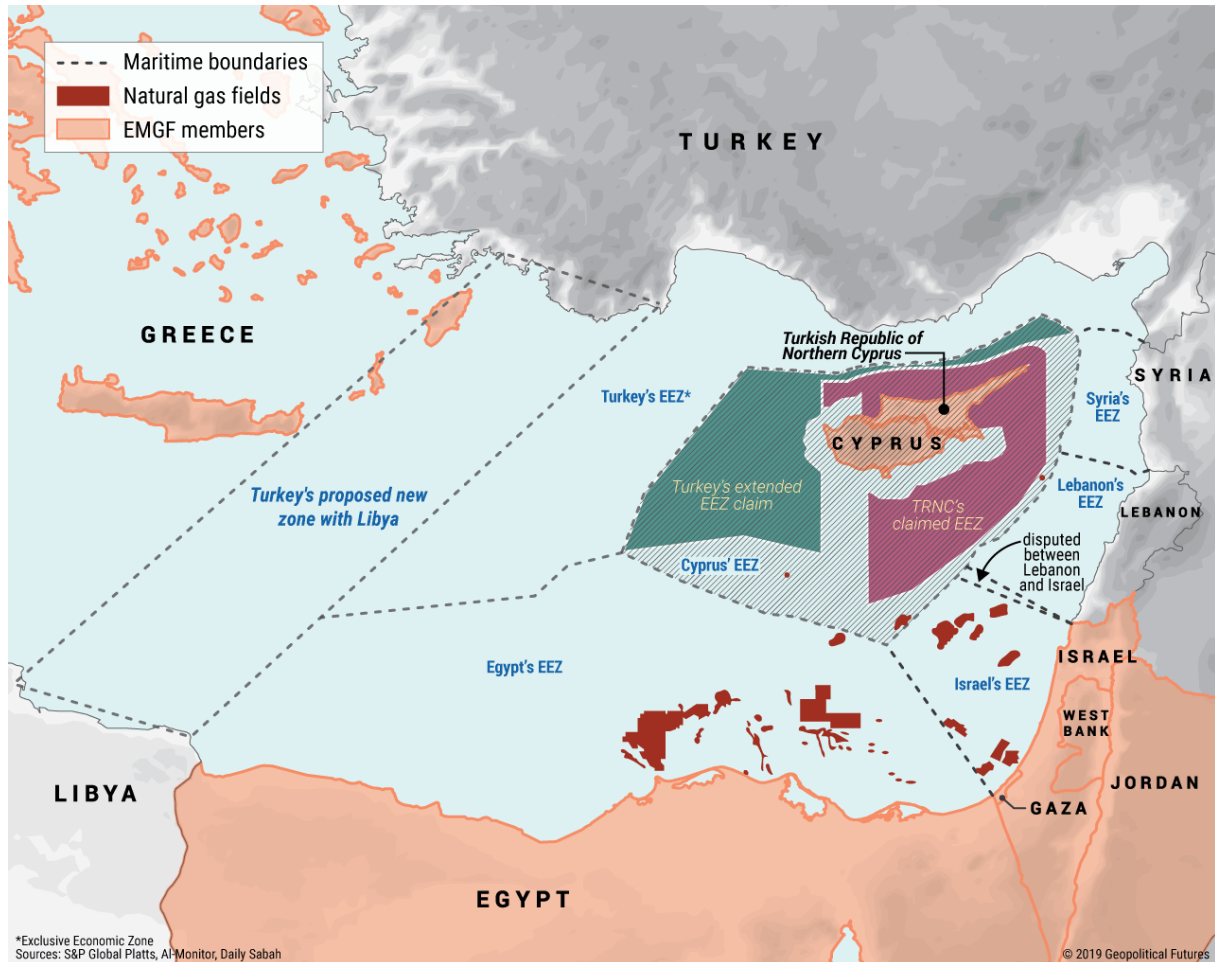 Maritime boundaries
Natural gas fields
EMGF members
TURKEY
GREECE
Turkish Republic of
Northern Cyprus
SYRIA
Turkey's EEZ*
Syria's
EEZ
CYPRUS
Turkey's proposed new
zone with Libya
Turkey's extended
EEZ claim
TRNC's
claimed EEZ
Lebanon's
EEZ
LEBANON
disputed
between
Lebanon
and Israel
Cyprus' EEZ
Egypt's EEZ
Israel's EEZ
ISRAEL
WEST
BANK
JORDAN
LIBYA
GAZA
EGYPT
*Exclusive Economic Zone
Sources: S&P Global Platts, Al-Monitor, Daily Sabah
© 2019 Geopolitical Futures